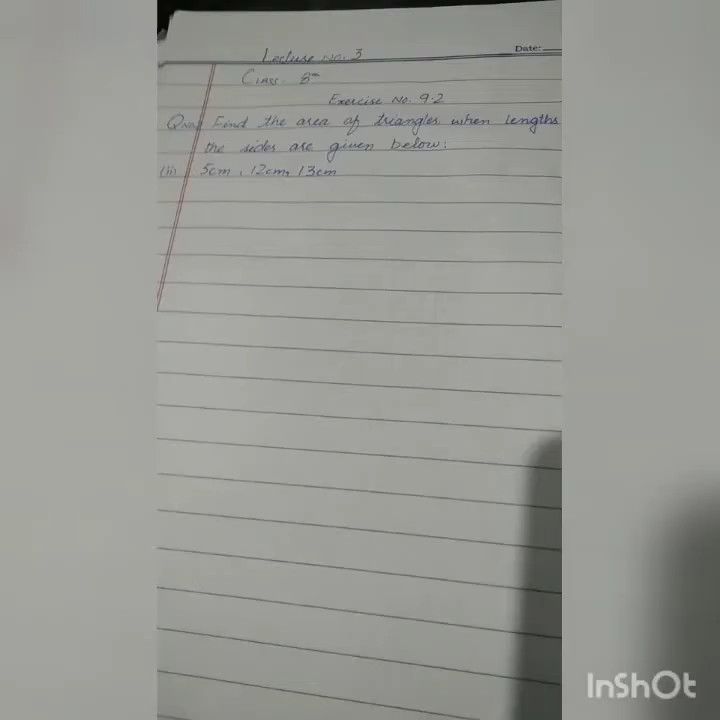 Date:
Lecture No. 3
Class. 8th
Exercise No. 9.2
Find the area of triangles when lengths
the sides are given below:
(ii) 5cm, 12cm, 13cm
InShOt